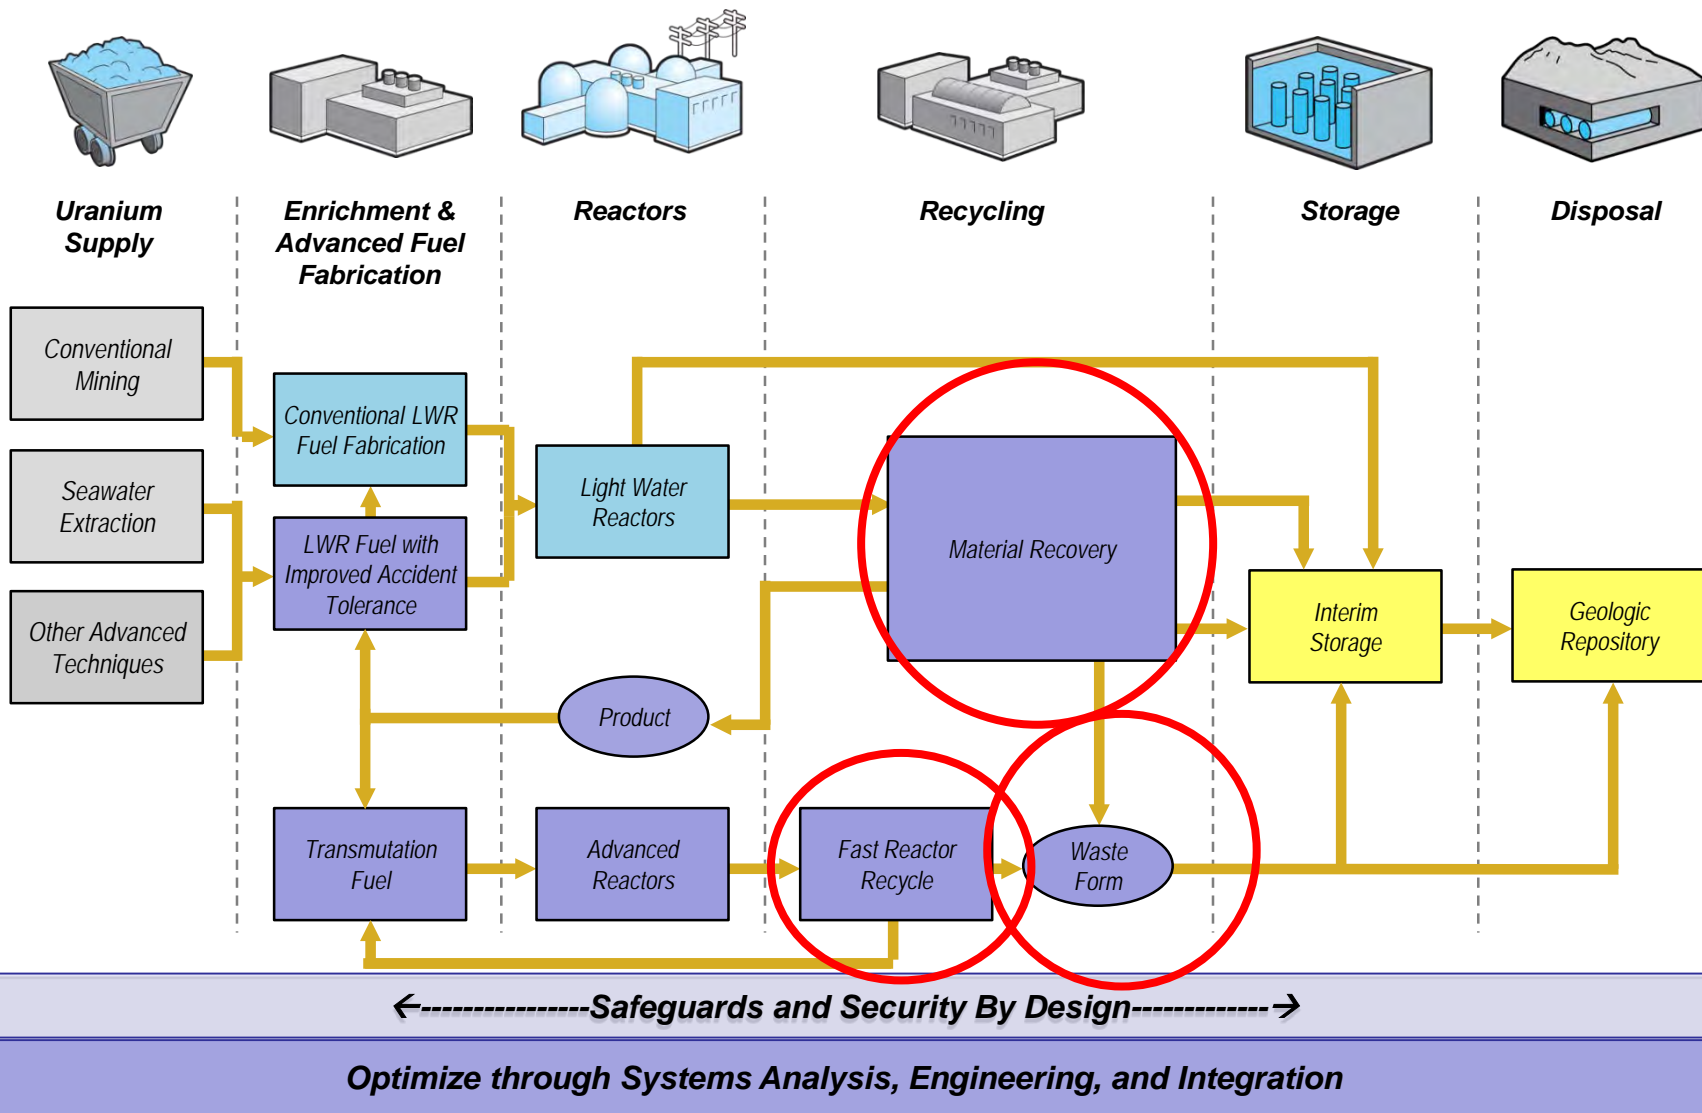 Uranium
Supply
Enrichment &
Advanced Fuel
Fabrication
Reactors
Recycling
Storage
Disposal
Conventional
Mining
Seawater
Extraction
Other Advanced
Techniques
Conventional LWR
Fuel Fabrication
LWR Fuel with
Improved Accident
Tolerance
Light Water
Reactors
Material Recovery
Interim
Storage
Geologic
Repository
Product
Transmutation
Fuel
Advanced
Reactors
Fast Reactor
Recycle
Waste
Form
←----------------Safeguards and Security By Design-------------→
Optimize through Systems Analysis, Engineering, and Integration